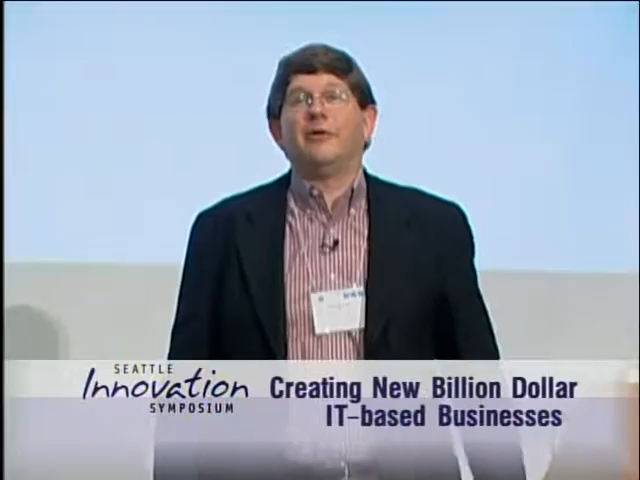 SEATTLE
Innovation
SYMPOSIUM
Creating New Billion Dollar
IT-based Businesses